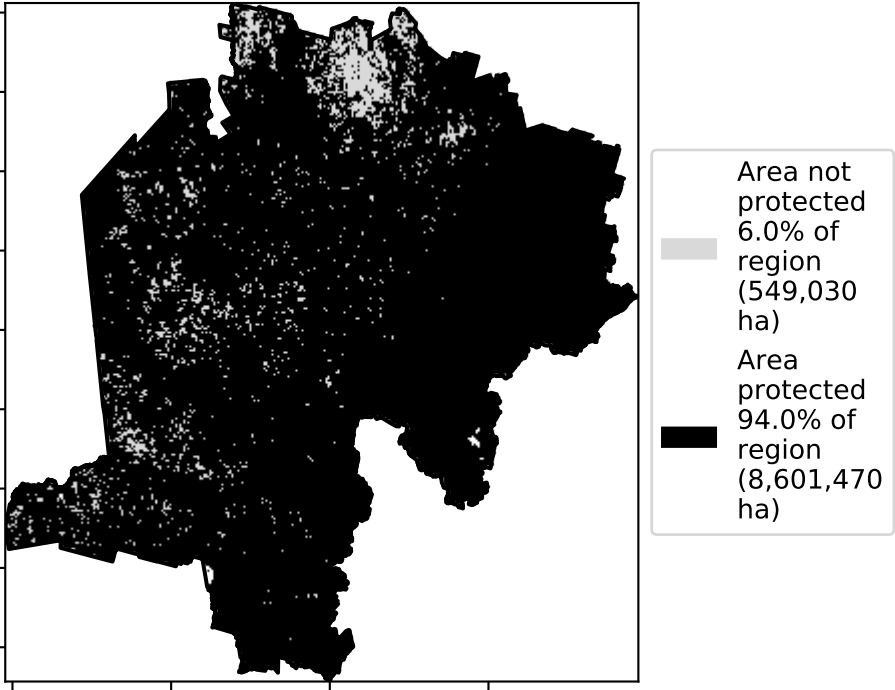 Area not
protected
6.0% of
region
(549,030
ha)
Area
protected
94.0% of
region
(8,601,470
ha)